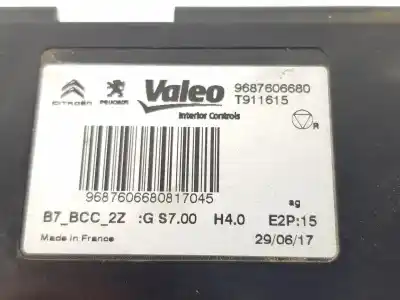 CITROËN PEUGEOT Valeo 9687606680
T911615
Interior Controls
R
9687606680817045
ag
B7_BCC_2Z :G S7.00 H4.0 E2P:15
Made in France 29/06/17